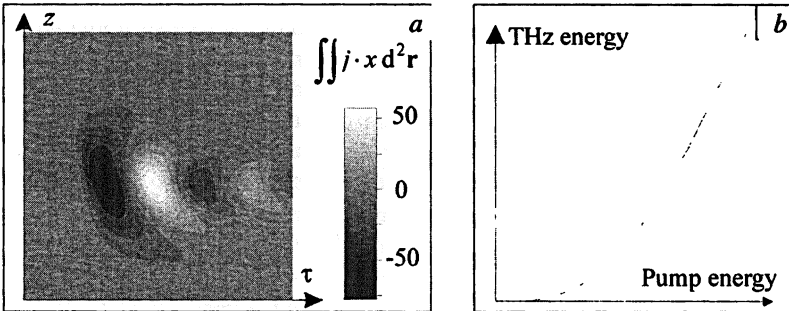 z
a
∬ j · x d²r
50
0
-50
τ
b
THz energy
Pump energy